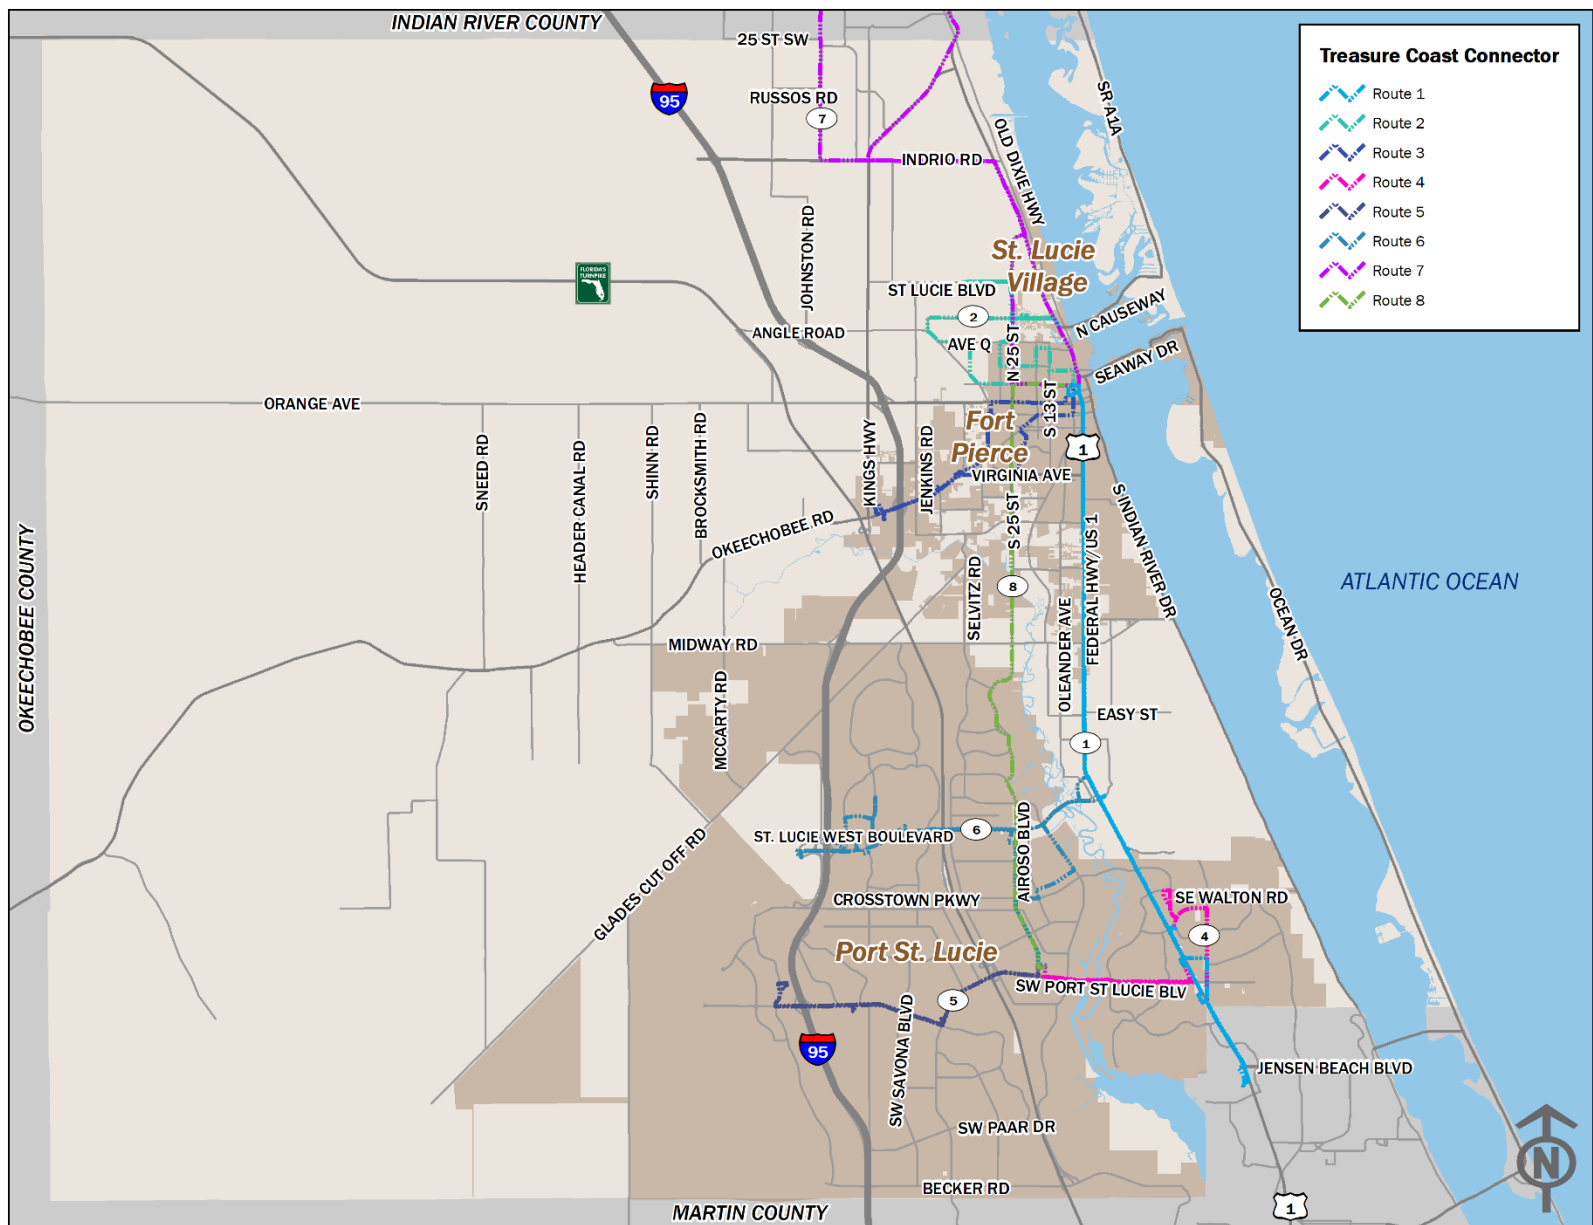 INDIAN RIVER COUNTY
25 ST SW
95
RUSSOS RD
7
SR A1A
Treasure Coast Connector
Route 1
Route 2
Route 3
Route 4
Route 5
Route 6
Route 7
Route 8
INDRIO RD
OLD DIXIE HWY
JOHNSTON RD
St. Lucie
Village
FLORIDA'S
TURNPIKE
ST LUCIE BLVD
2
N CAUSEWAY
ANGLE ROAD
AVE Q
N 25 ST
SEAWAY DR
ORANGE AVE
S 13 ST
Fort
Pierce
1
SNEED RD
HEADER CANAL RD
SHINN RD
BROCKSMITH RD
KINGS HWY
JENKINS RD
VIRGINIA AVE
OKEECHOBEE RD
S 25 ST
S INDIAN RIVER DR
FEDERAL HWY/US 1
OKEECHOBEE COUNTY
SELVITZ RD
8
OLEANDER AVE
ATLANTIC OCEAN
OCEAN DR
MIDWAY RD
MCCARTY RD
EASY ST
1
GLADES CUT OFF RD
ST. LUCIE WEST BOULEVARD
6
AIROSO BLVD
CROSSTOWN PKWY
SE WALTON RD
4
Port St. Lucie
SW PORT ST LUCIE BLV
5
SW SAVONA BLVD
95
JENSEN BEACH BLVD
SW PAAR DR
BECKER RD
N
MARTIN COUNTY
1